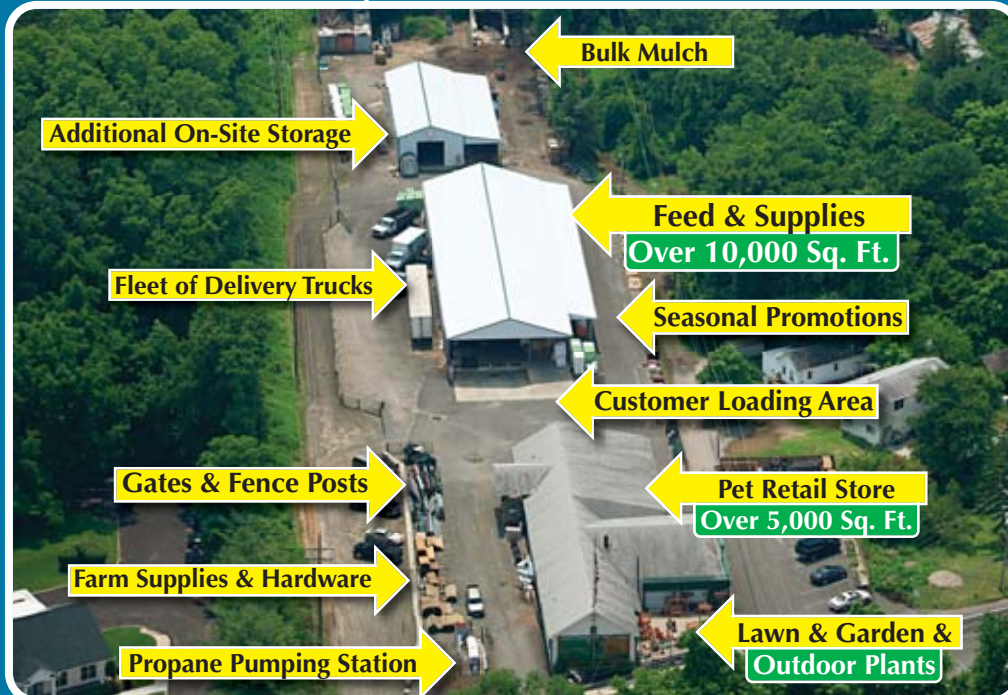 Bulk Mulch
Additional On-Site Storage
Feed & Supplies
Over 10,000 Sq. Ft.
Fleet of Delivery Trucks
Seasonal Promotions
Customer Loading Area
Gates & Fence Posts
Pet Retail Store
Over 5,000 Sq. Ft.
Farm Supplies & Hardware
Lawn & Garden &
Outdoor Plants
Propane Pumping Station